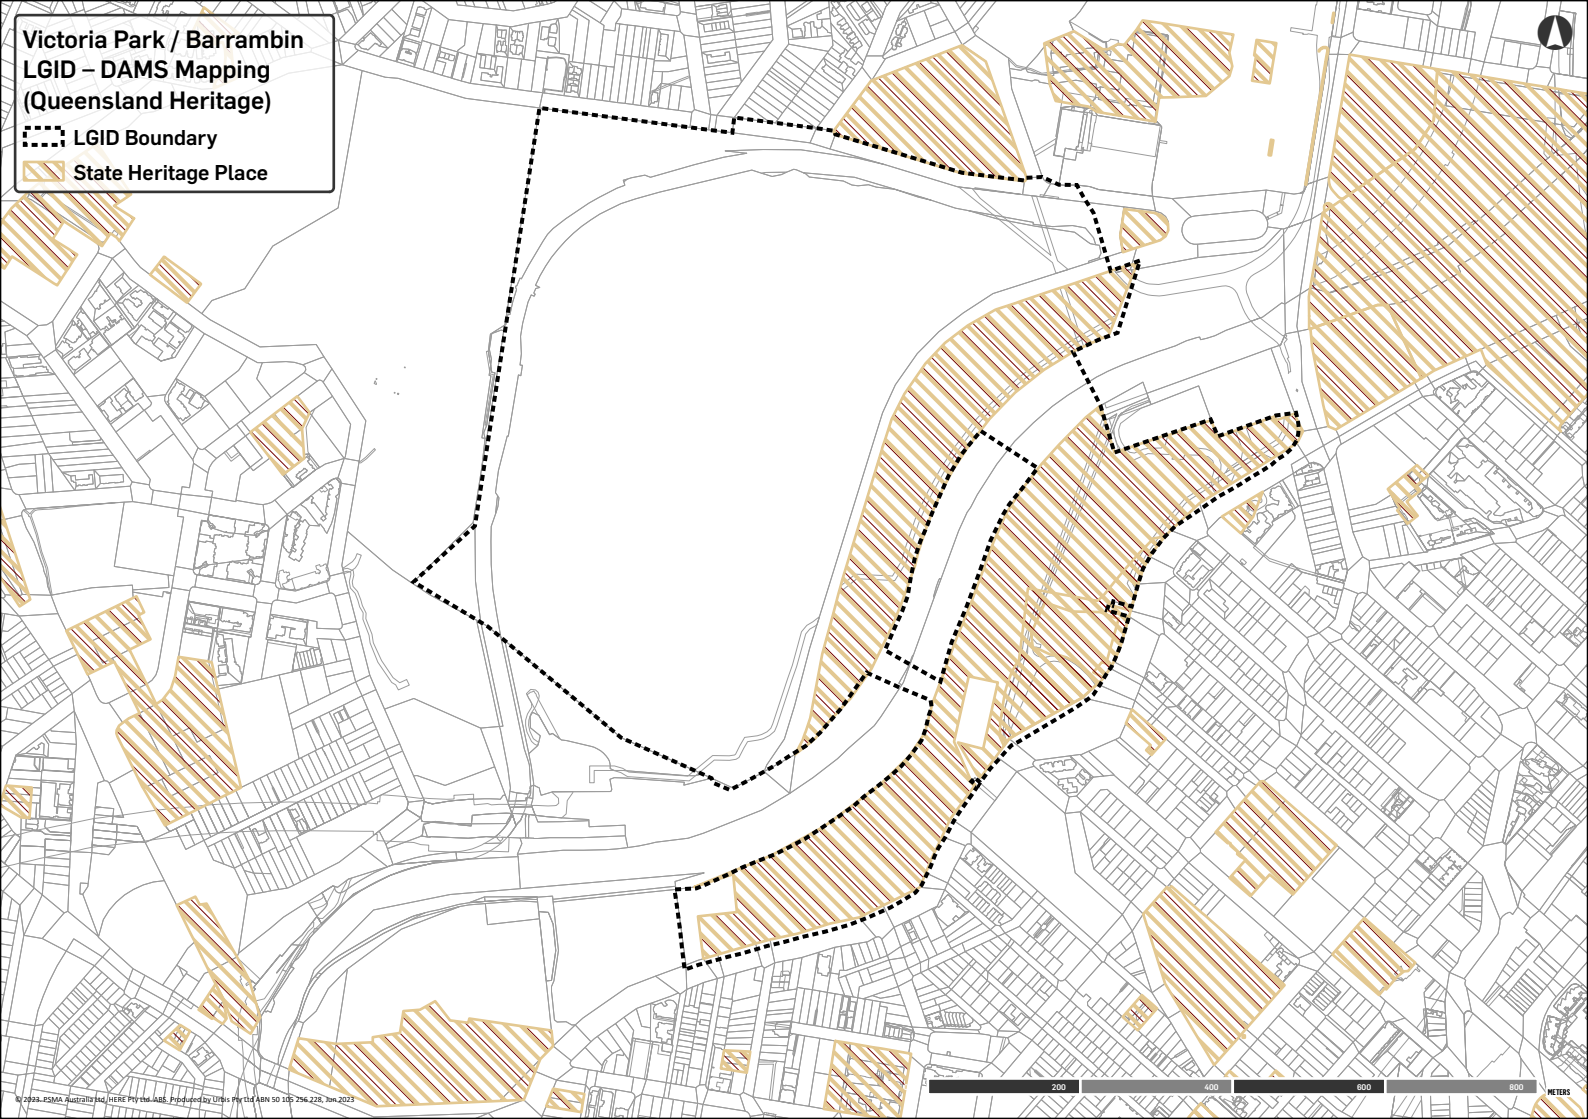 Victoria Park / Barrambin
LGID – DAMS Mapping
(Queensland Heritage)
LGID Boundary
State Heritage Place
200
400
600
800
METERS
© 2023. PSMA Australia Ltd, HERE Pty Ltd. ABS. Produced by Urbis Pty Ltd ABN 50 105 256 228, Jun 2023